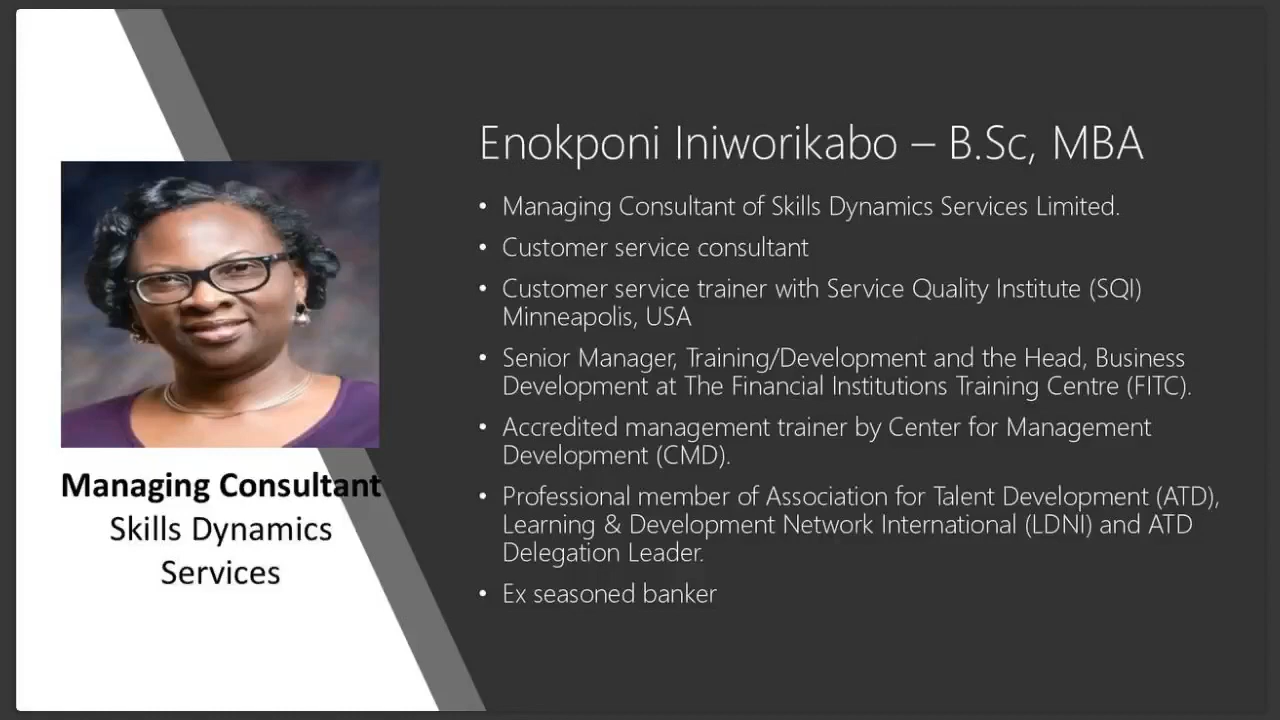 Enokponi Iniworikabo – B.Sc, MBA
• Managing Consultant of Skills Dynamics Services Limited.
• Customer service consultant
• Customer service trainer with Service Quality Institute (SQI)
Minneapolis, USA
• Senior Manager, Training/Development and the Head, Business
Development at The Financial Institutions Training Centre (FITC).
• Accredited management trainer by Center for Management
Development (CMD).
• Professional member of Association for Talent Development (ATD),
Learning & Development Network International (LDNI) and ATD
Delegation Leader.
• Ex seasoned banker
Managing Consultant
Skills Dynamics
Services